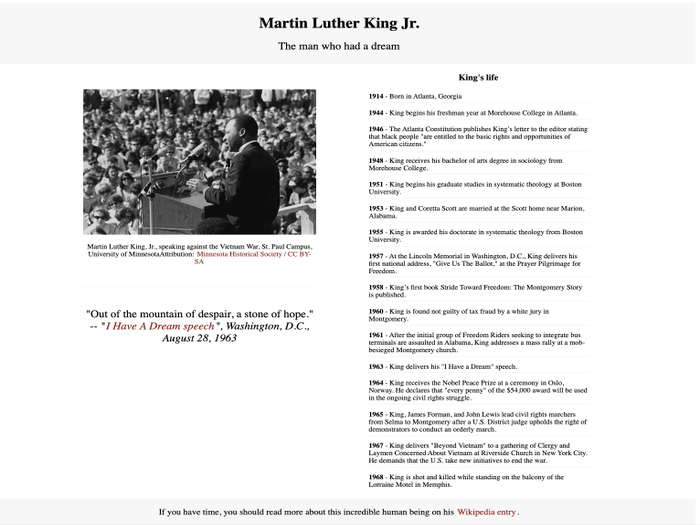 Martin Luther King Jr.
The man who had a dream
Martin Luther King, Jr., speaking against the Vietnam War, St. Paul Campus,
University of MinnesotaAttribution: Minnesota Historical Society / CC BY-
SA
"Out of the mountain of despair, a stone of hope."
-- "I Have A Dream speech", Washington, D.C.,
August 28, 1963
King's life
1914 - Born in Atlanta, Georgia
1944 - King begins his freshman year at Morehouse College in Atlanta.
1946 - The Atlanta Constitution publishes King's letter to the editor stating
that black people "are entitled to the basic rights and opportunities of
American citizens."
1948 - King receives his bachelor of arts degree in sociology from
Morehouse College.
1951 - King begins his graduate studies in systematic theology at Boston
University.
1953 - King and Coretta Scott are married at the Scott home near Marion,
Alabama.
1955 - King is awarded his doctorate in systematic theology from Boston
University.
1957 - At the Lincoln Memorial in Washington, D.C., King delivers his
first national address, "Give Us The Ballot," at the Prayer Pilgrimage for
Freedom.
1958 - King's first book Stride Toward Freedom: The Montgomery Story
is published.
1960 - King is found not guilty of tax fraud by a white jury in
Montgomery.
1961 - After the initial group of Freedom Riders seeking to integrate bus
terminals are assaulted in Alabama, King addresses a mass rally at a mob-
besieged Montgomery church.
1963 - King delivers his "I Have a Dream" speech.
1964 - King receives the Nobel Peace Prize at a ceremony in Oslo,
Norway. He declares that "every penny" of the $54,000 award will be used
in the ongoing civil rights struggle.
1965 - King, James Forman, and John Lewis lead civil rights marchers
from Selma to Montgomery after a U.S. District judge upholds the right of
demonstrators to conduct an orderly march.
1967 - King delivers "Beyond Vietnam" to a gathering of Clergy and
Laymen Concerned About Vietnam at Riverside Church in New York City.
He demands that the U.S. take new initiatives to end the war.
1968 - King is shot and killed while standing on the balcony of the
Lorraine Motel in Memphis.
If you have time, you should read more about this incredible human being on his Wikipedia entry.